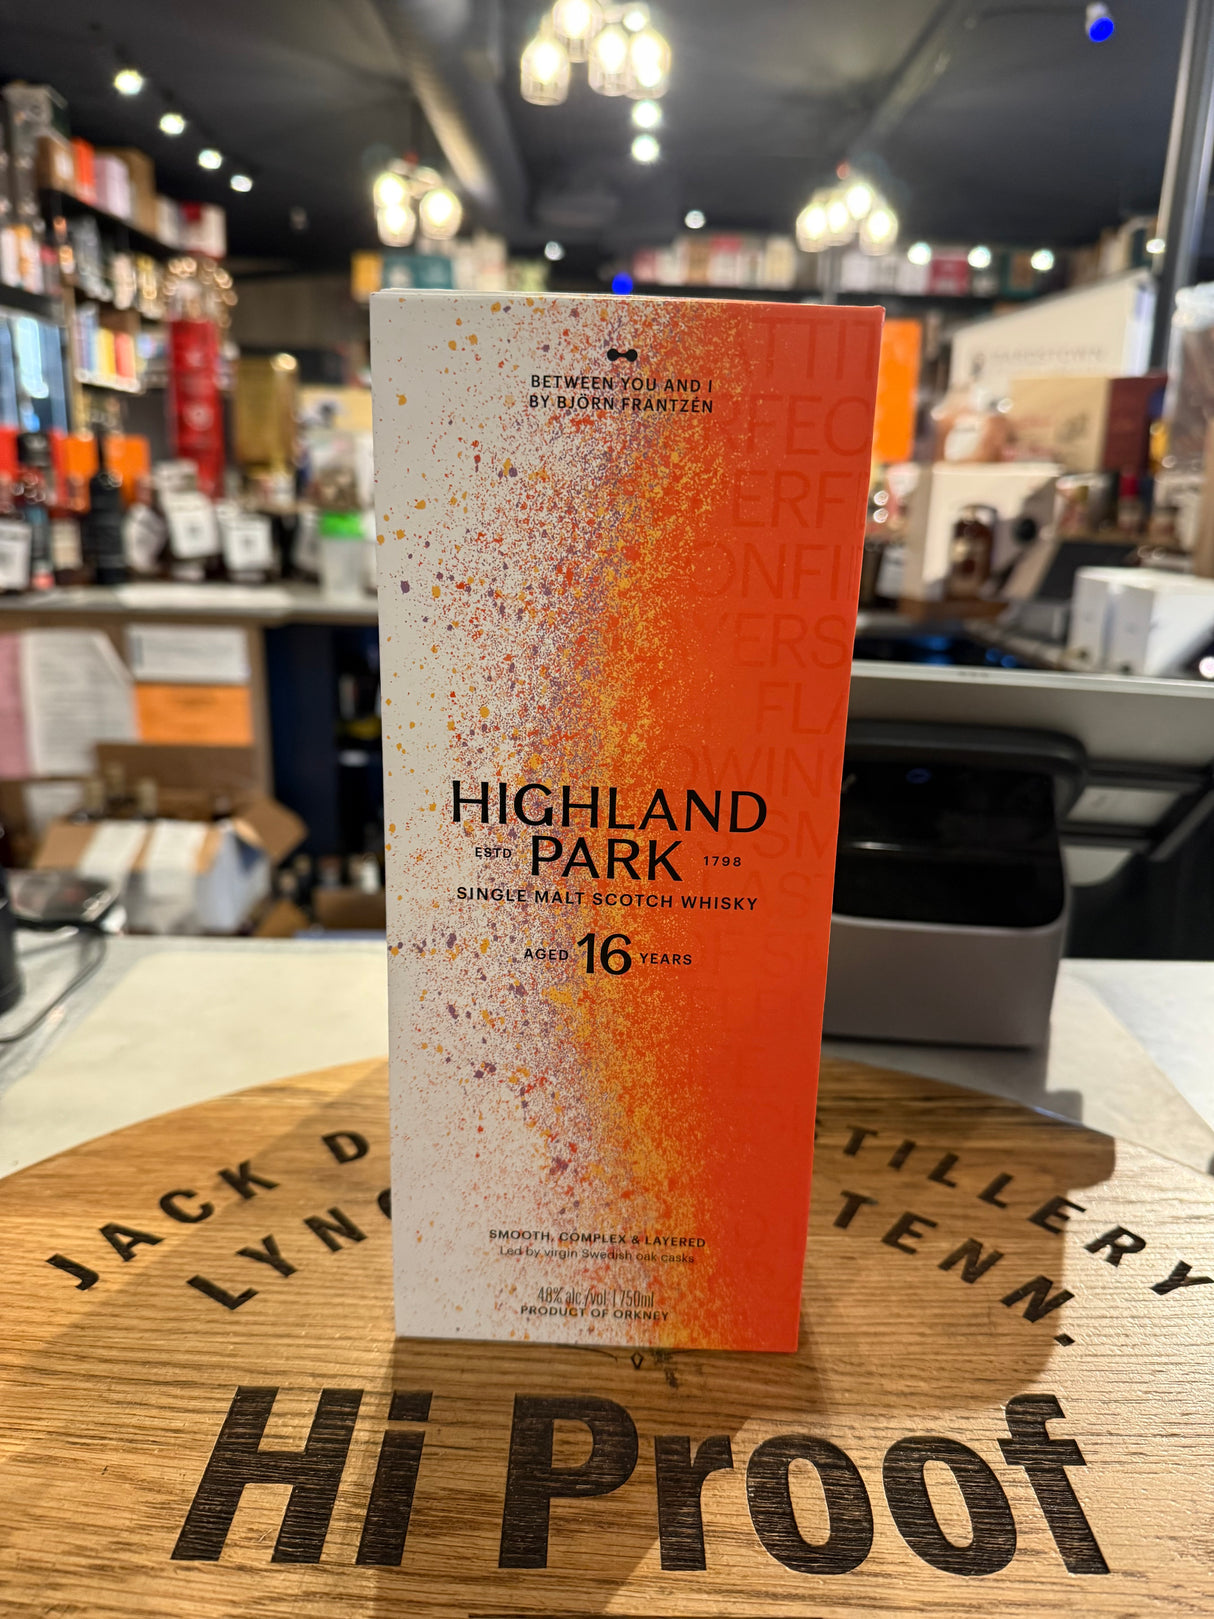 BETWEEN YOU AND I
BY BJÖRN FRANTZÉN
HIGHLAND
ESTD PARK 1798
SINGLE MALT SCOTCH WHISKY
AGED 16 YEARS
SMOOTH, COMPLEX & LAYERED
Led by virgin Swedish oak casks
48% alc./vol. | 750ml
PRODUCT OF ORKNEY
JACK D STILLERY
LYNC TENN.
Hi Proof